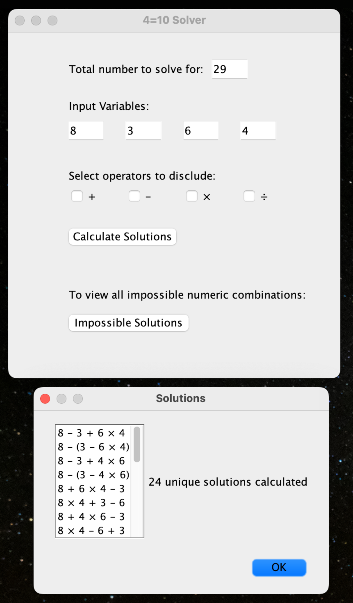 4=10 Solver
Total number to solve for: 29
Input Variables:
8 3 6 4
Select operators to disclude:
+ - × ÷
Calculate Solutions
To view all impossible numeric combinations:
Impossible Solutions
Solutions
8 - 3 + 6 × 4
8 - (3 - 6 × 4)
8 - 3 + 4 × 6
8 - (3 - 4 × 6)
8 + 6 × 4 - 3
8 × 4 + 3 - 6
8 + 4 × 6 - 3
8 × 4 - 6 + 3
24 unique solutions calculated
OK